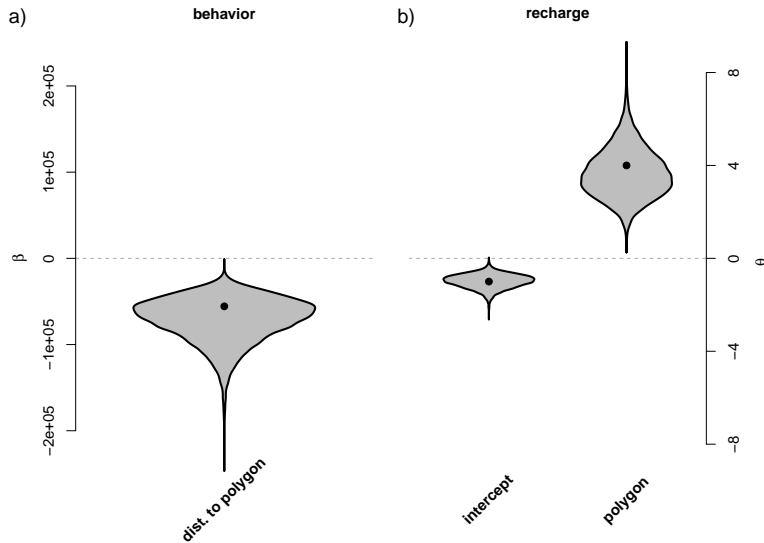 a)
behavior
b)
recharge
2e+05
1e+05
0
−1e+05
−2e+05
β
dist. to polygon
intercept
polygon
8
4
0
−4
−8
θ